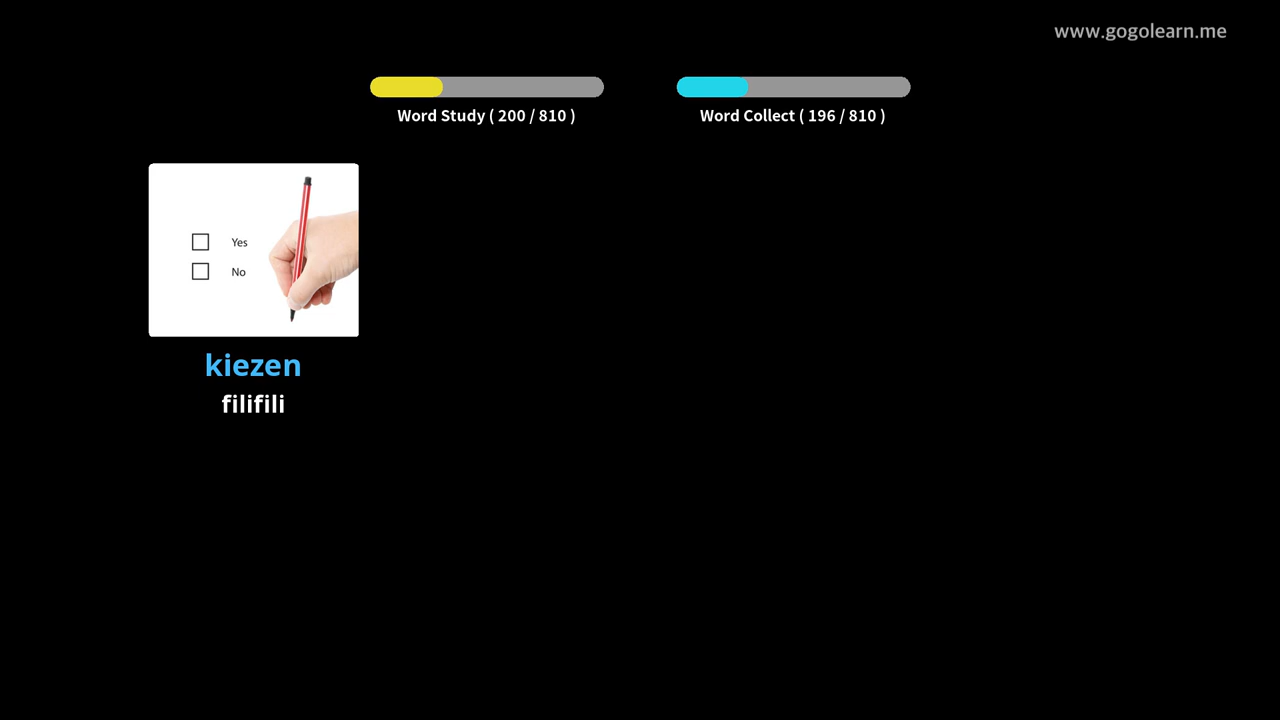 www.gogolearn.me
Word Study ( 200 / 810 )
Word Collect ( 196 / 810 )
Yes
No
kiezen
filifili